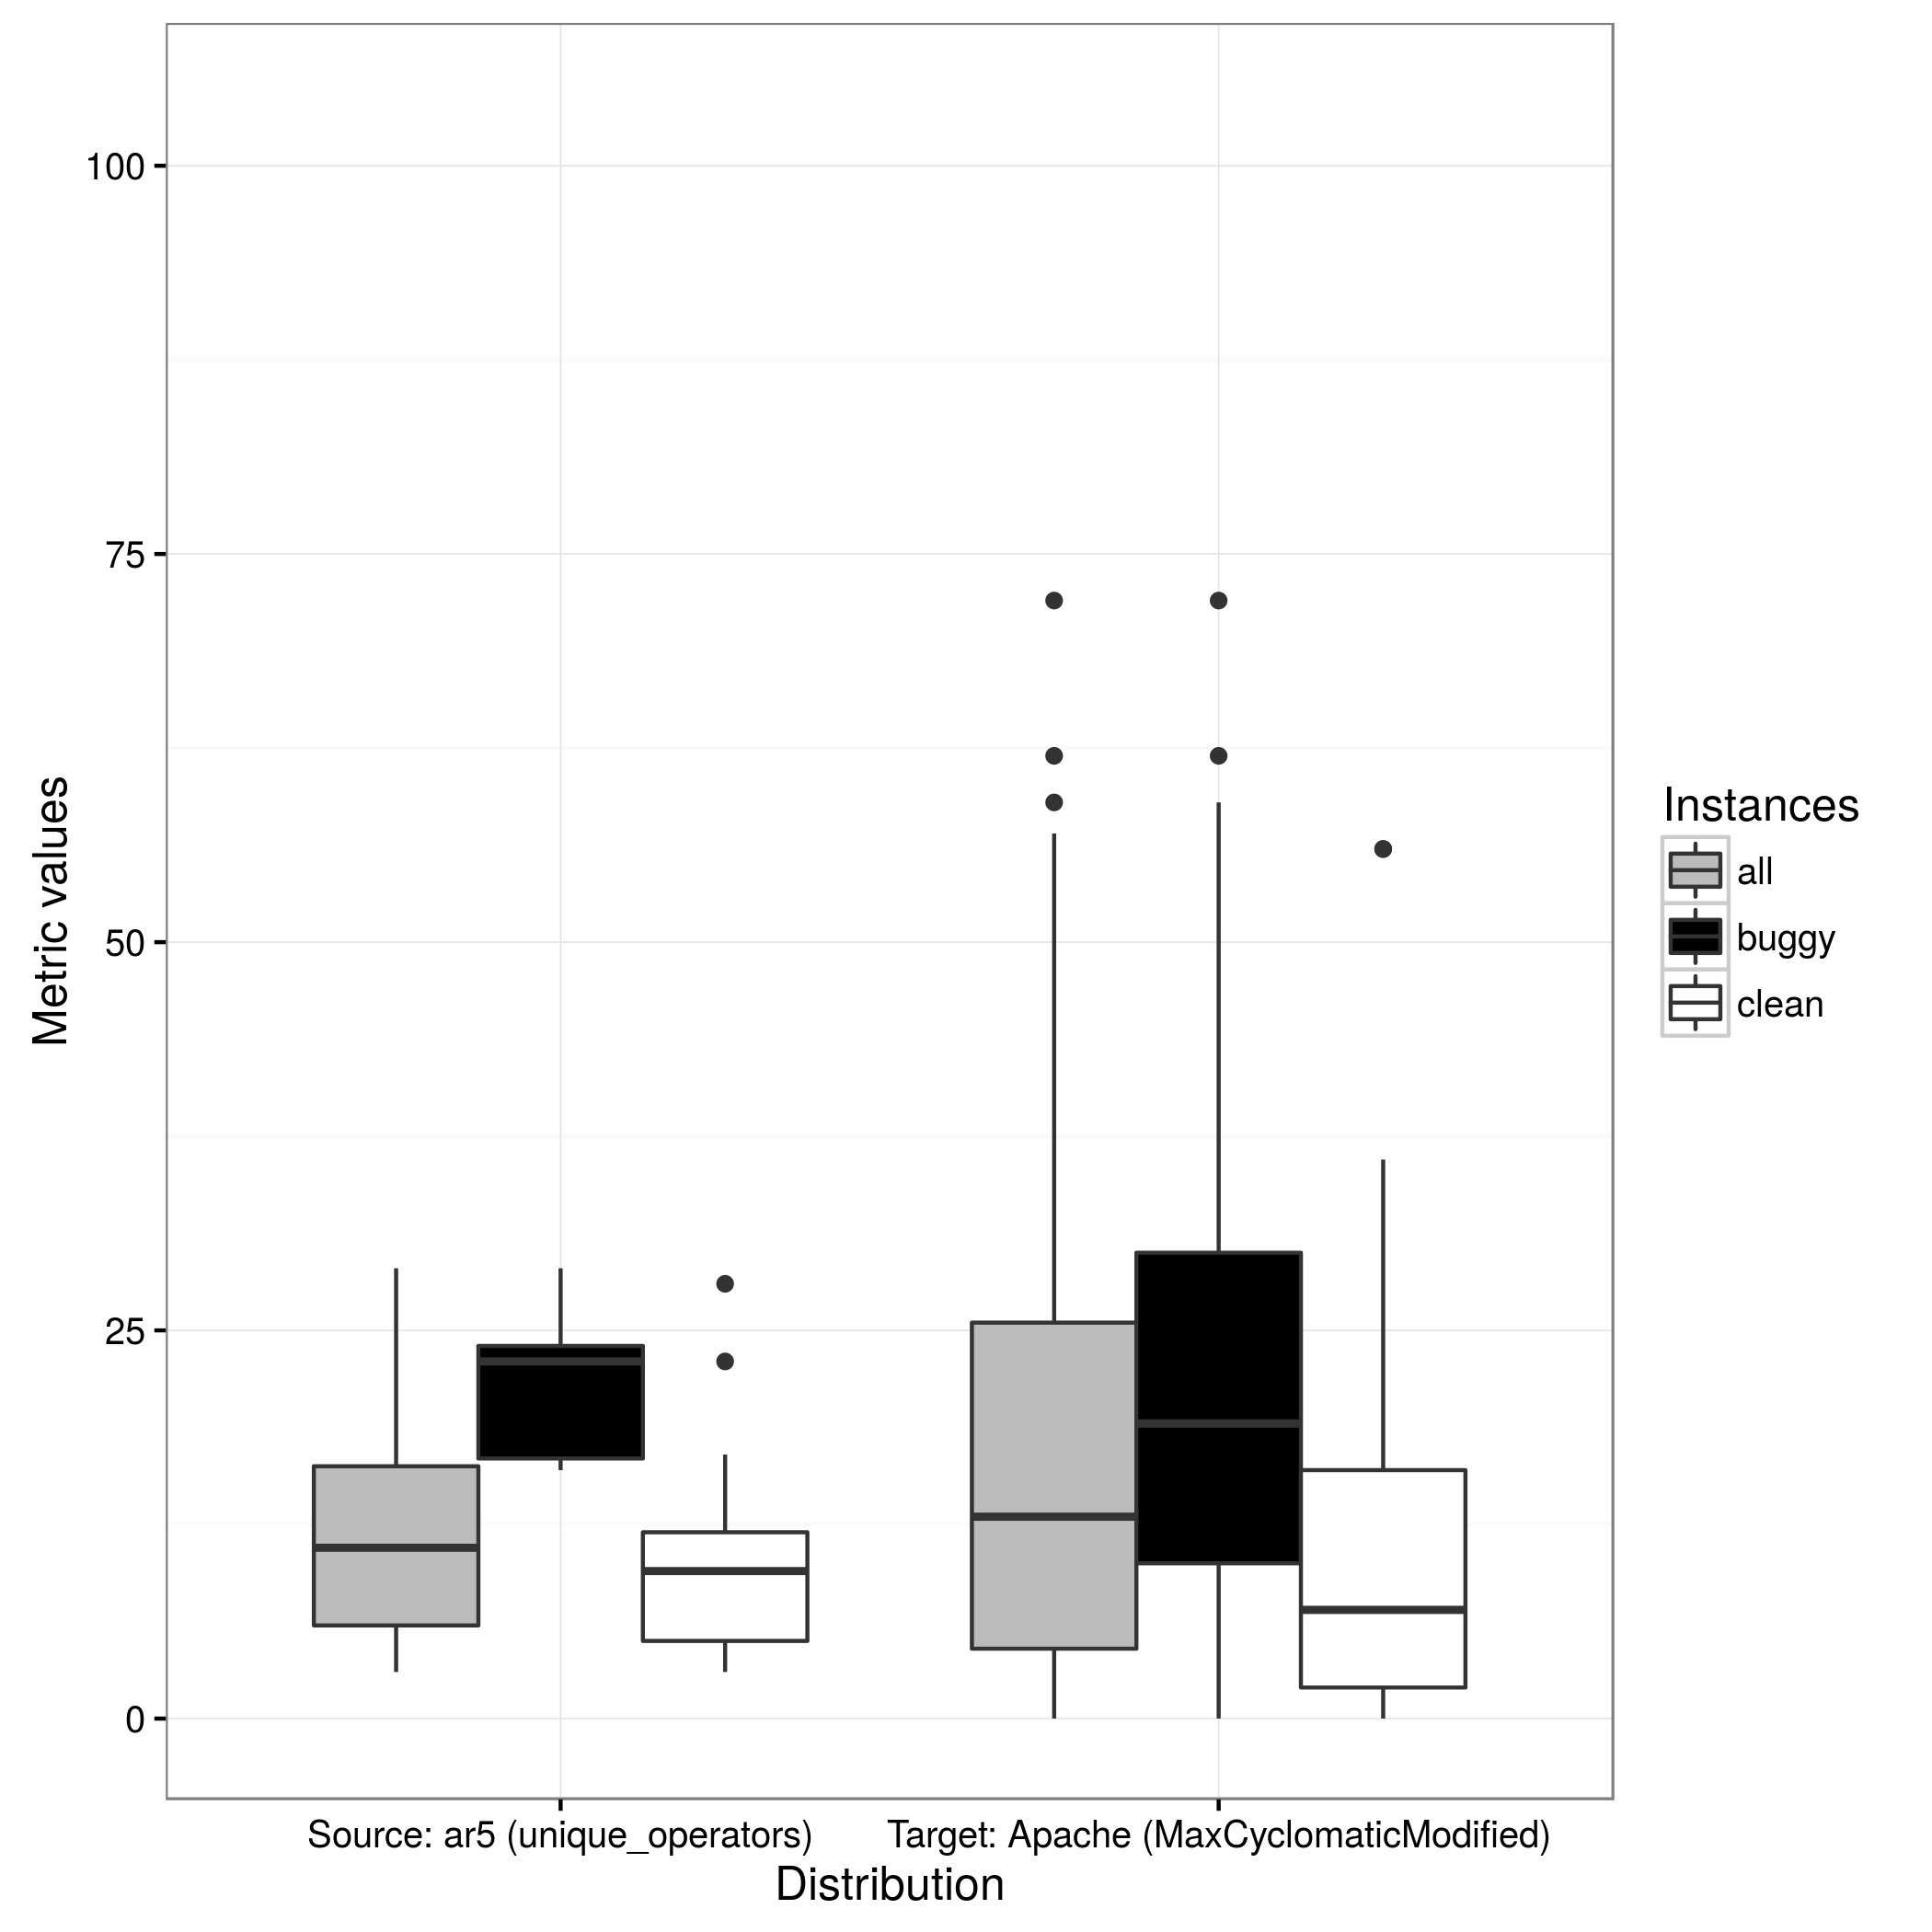 100
75
50
25
0
Metric values
Source: ar5 (unique_operators)
Target: Apache (MaxCyclomaticModified)
Distribution
Instances
all
buggy
clean